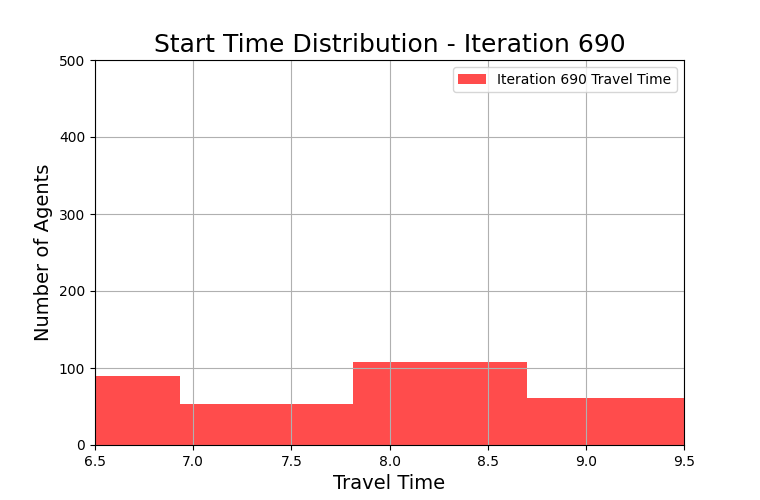 Start Time Distribution - Iteration 690
Iteration 690 Travel Time
Number of Agents
500
400
300
200
100
0
6.5 7.0 7.5 8.0 8.5 9.0 9.5
Travel Time